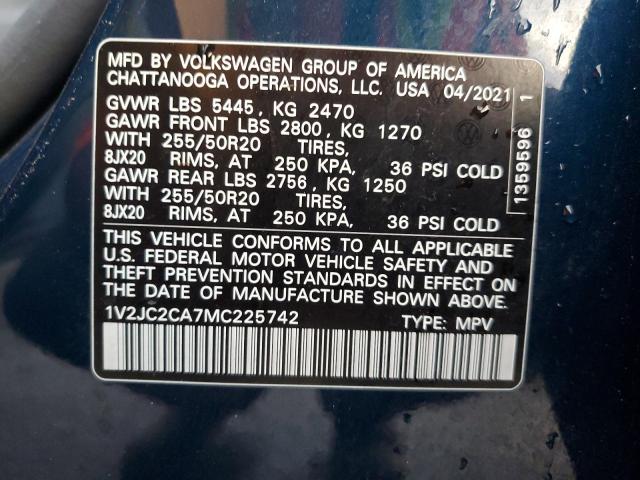 MFD BY VOLKSWAGEN GROUP OF AMERICA
CHATTANOOGA OPERATIONS, LLC. USA 04/2021
GVWR LBS 5445, KG 2470
GAWR FRONT LBS 2800, KG 1270
WITH 255/50R20 TIRES,
8JX20 RIMS, AT 250 KPA, 36 PSI COLD
GAWR REAR LBS 2756, KG 1250
WITH 255/50R20 TIRES,
8JX20 RIMS, AT 250 KPA, 36 PSI COLD
THIS VEHICLE CONFORMS TO ALL APPLICABLE
U.S. FEDERAL MOTOR VEHICLE SAFETY AND
THEFT PREVENTION STANDARDS IN EFFECT ON
THE DATE OF MANUFACTURE SHOWN ABOVE.
1V2JC2CA7MC225742 TYPE: MPV
1359596 1